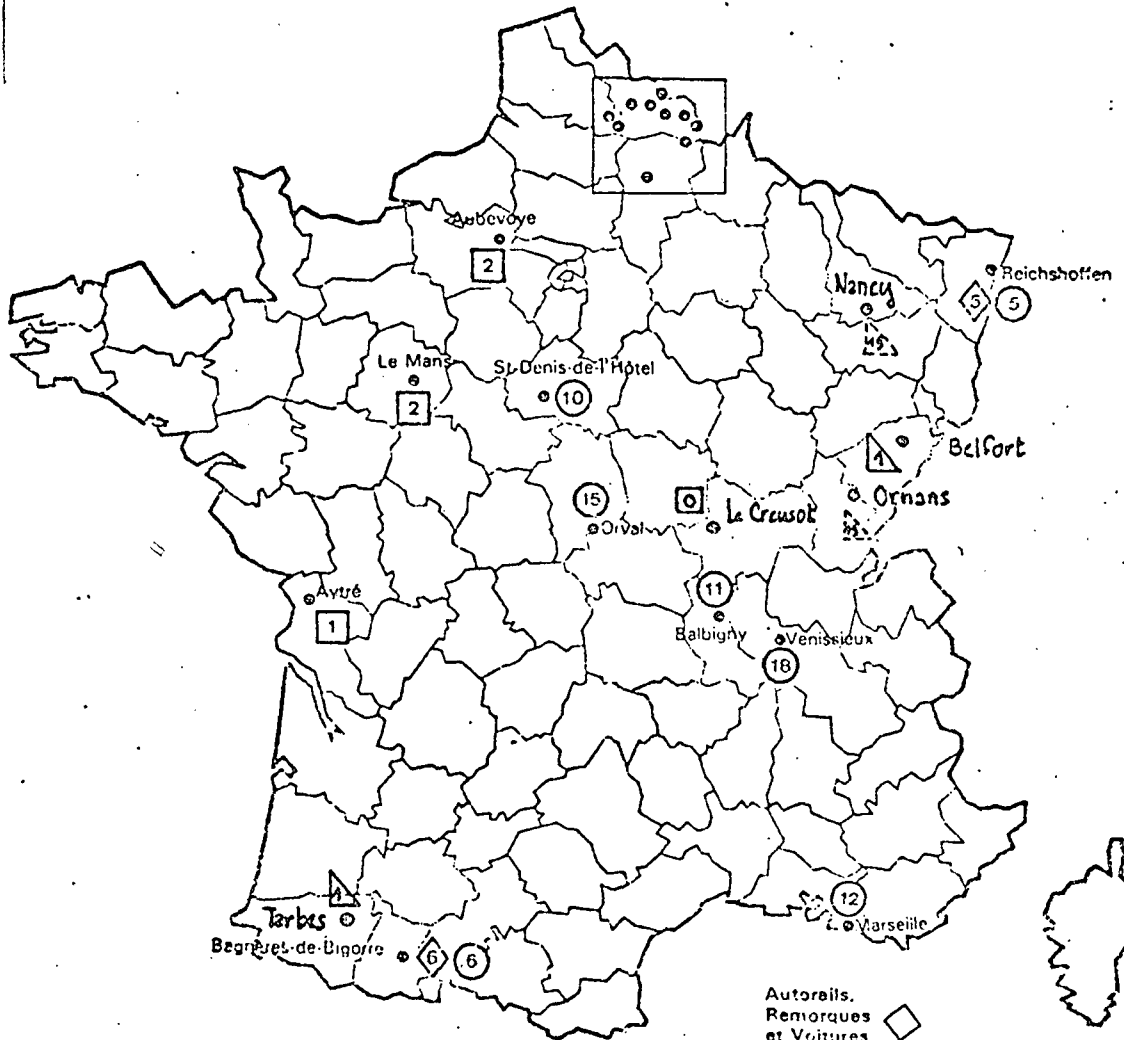 Aubevoye
2
Reichshoffen
5
5
Nancy
Le Mans
2
St-Denis-de-l'Hôtel
10
Belfort
1
Ornans
15
Orval
Le Creusot
11
Balbigny
Venissieux
18
Aytré
1
Tarbes
12
Marseille
Bagnères-de-Bigorre
6
6
Autorails.
Remorques
et Voitures